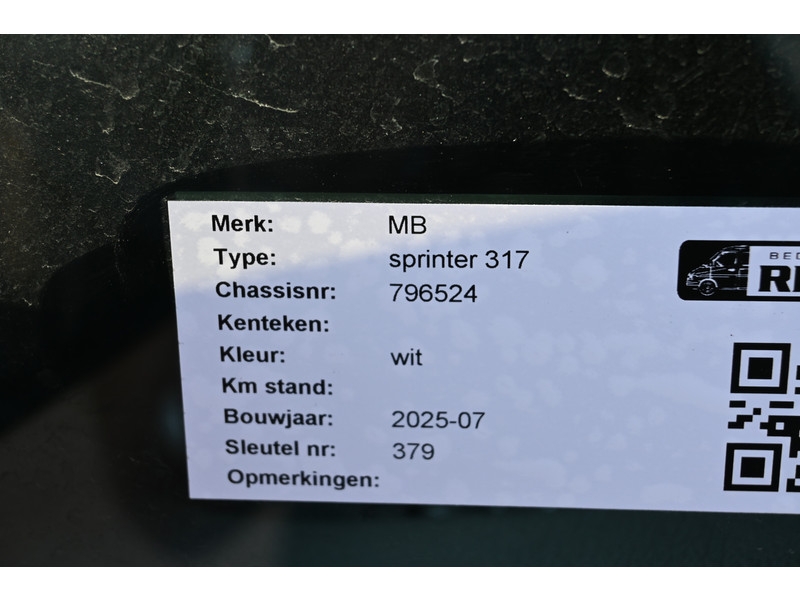 Merk: MB
Type: sprinter 317
Chassisnr: 796524
Kenteken:
Kleur: wit
Km stand:
Bouwjaar: 2025-07
Sleutel nr: 379
Opmerkingen: